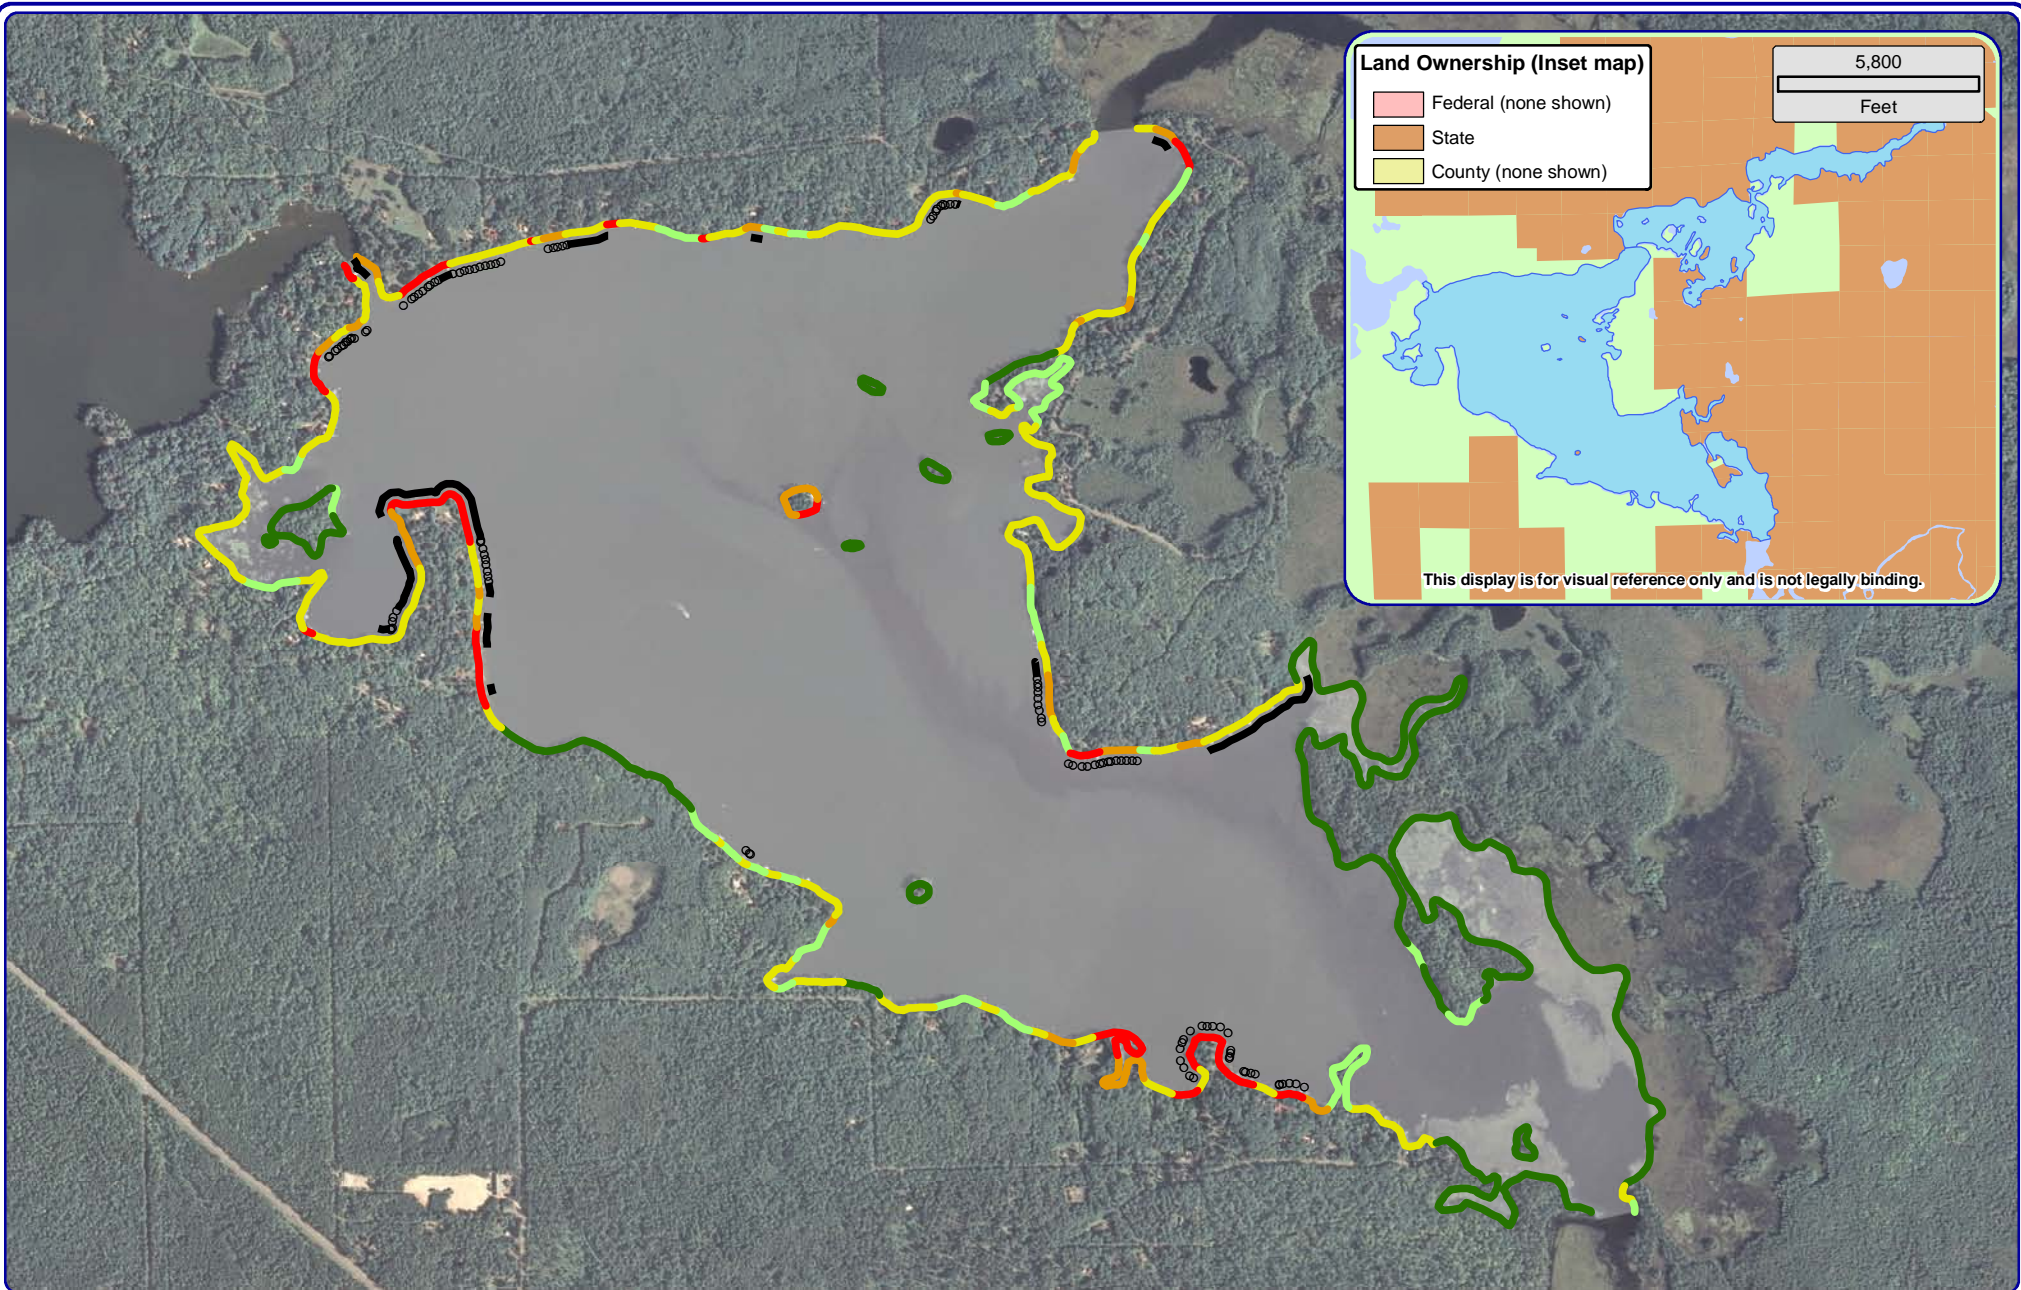 Land Ownership (Inset map)
Federal (none shown)
State
County (none shown)
5,800
Feet
This display is for visual reference only and is not legally binding.